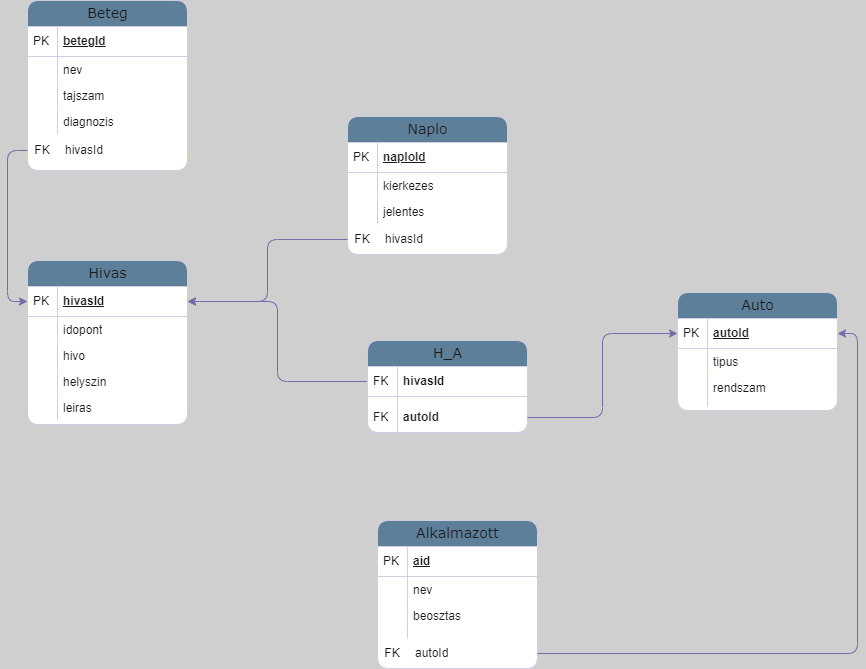 Beteg
PK betegId
nev
tajszam
diagnozis
FK hivasId
Naplo
PK naploId
kierkezes
jelentes
FK hivasId
Hivas
PK hivasId
idopont
hivo
helyszin
leiras
H_A
FK hivasId
FK autoId
Auto
PK autoId
tipus
rendszam
Alkalmazott
PK aid
nev
beosztas
FK autoId